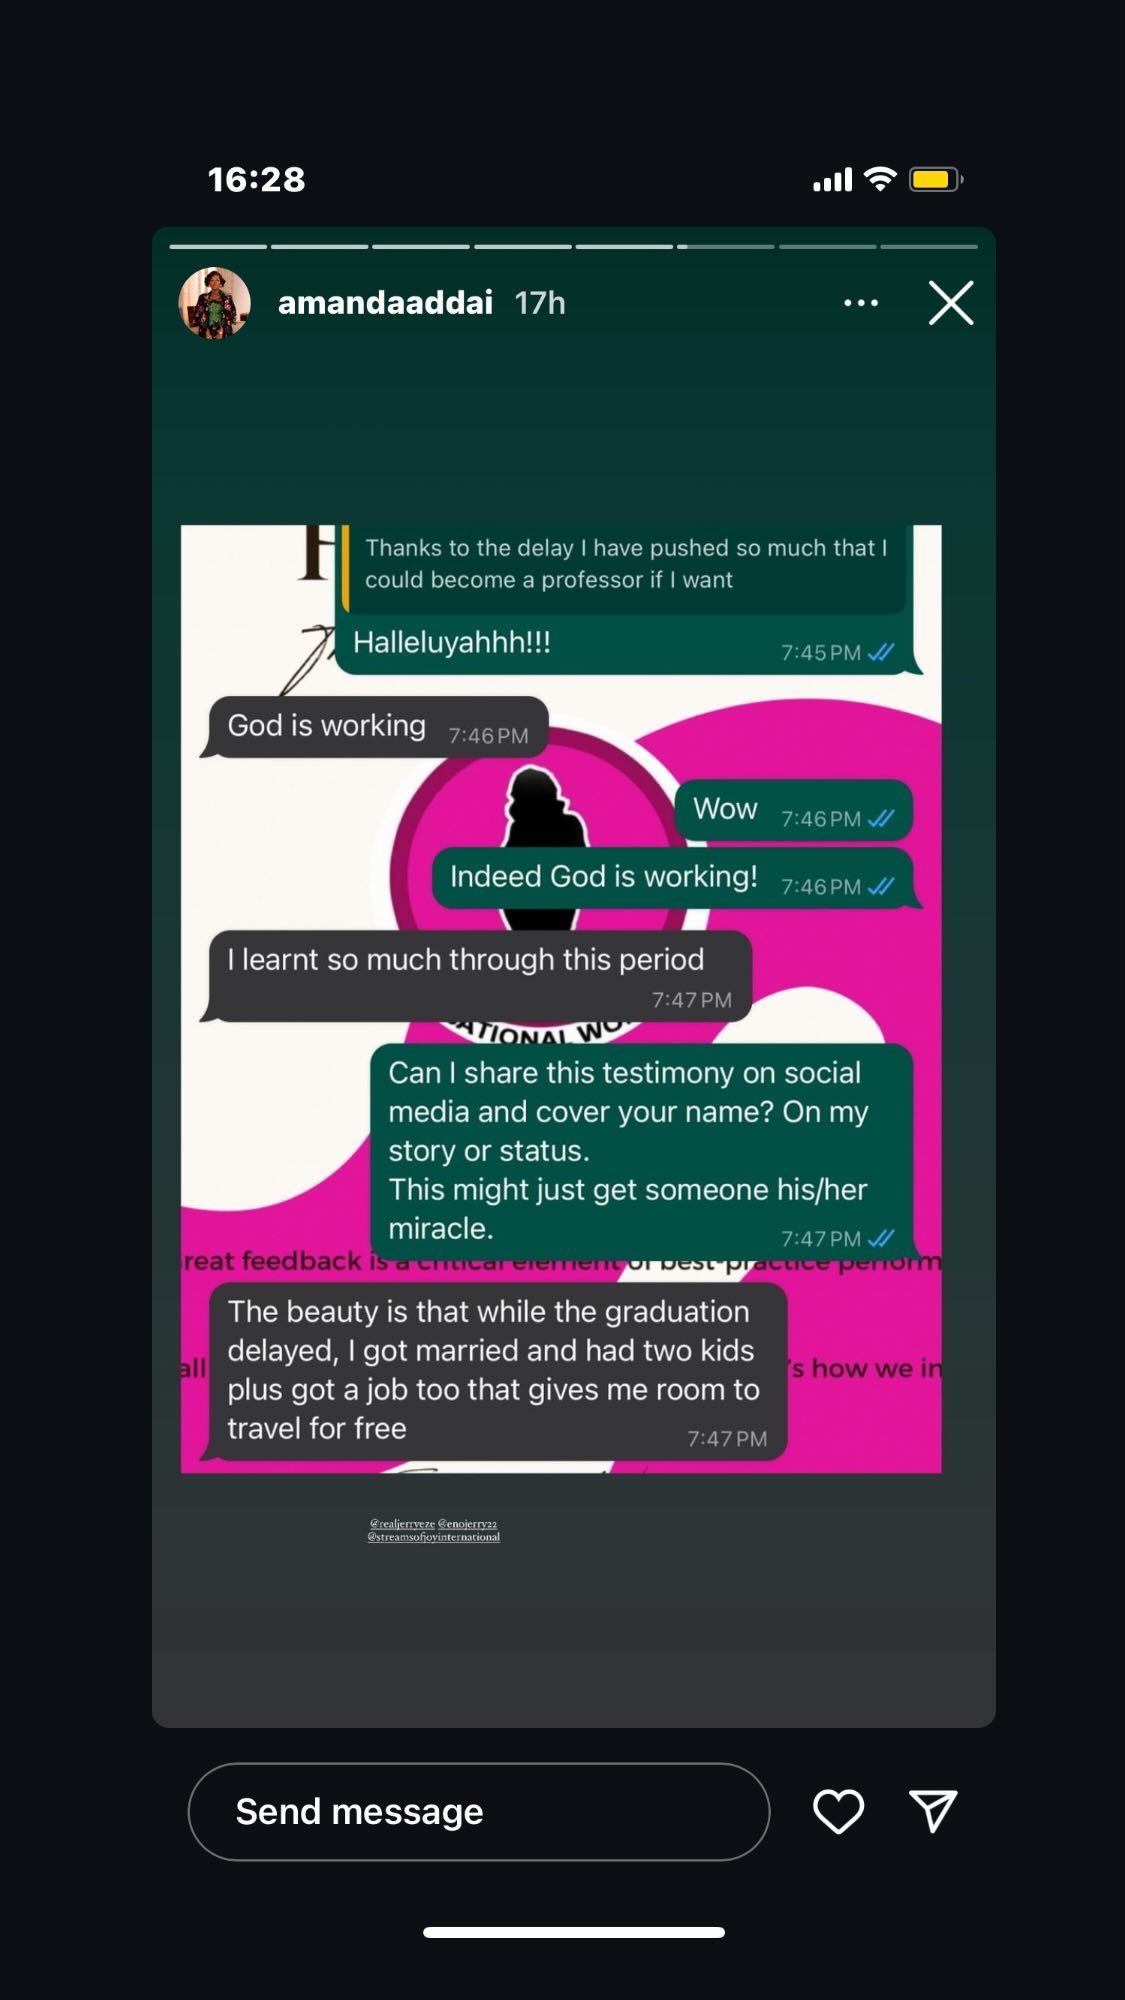 16:28
amandaaddai 17h
Thanks to the delay I have pushed so much that I
could become a professor if I want
Halleluyahhh!!!
7:45 PM
God is working 7:46 PM
Wow 7:46 PM
Indeed God is working! 7:46 PM
I learnt so much through this period
7:47 PM
ATIONAL WO
Can I share this testimony on social
media and cover your name? On my
story or status.
This might just get someone his/her
miracle.
7:47 PM
reat feedback is a critical element of best-practice perform
The beauty is that while the graduation
delayed, I got married and had two kids
plus got a job too that gives me room to
travel for free
7:47 PM
all
's how we in
@realjerryeze @enojerry22
@streamsofjoyinternational
Send message